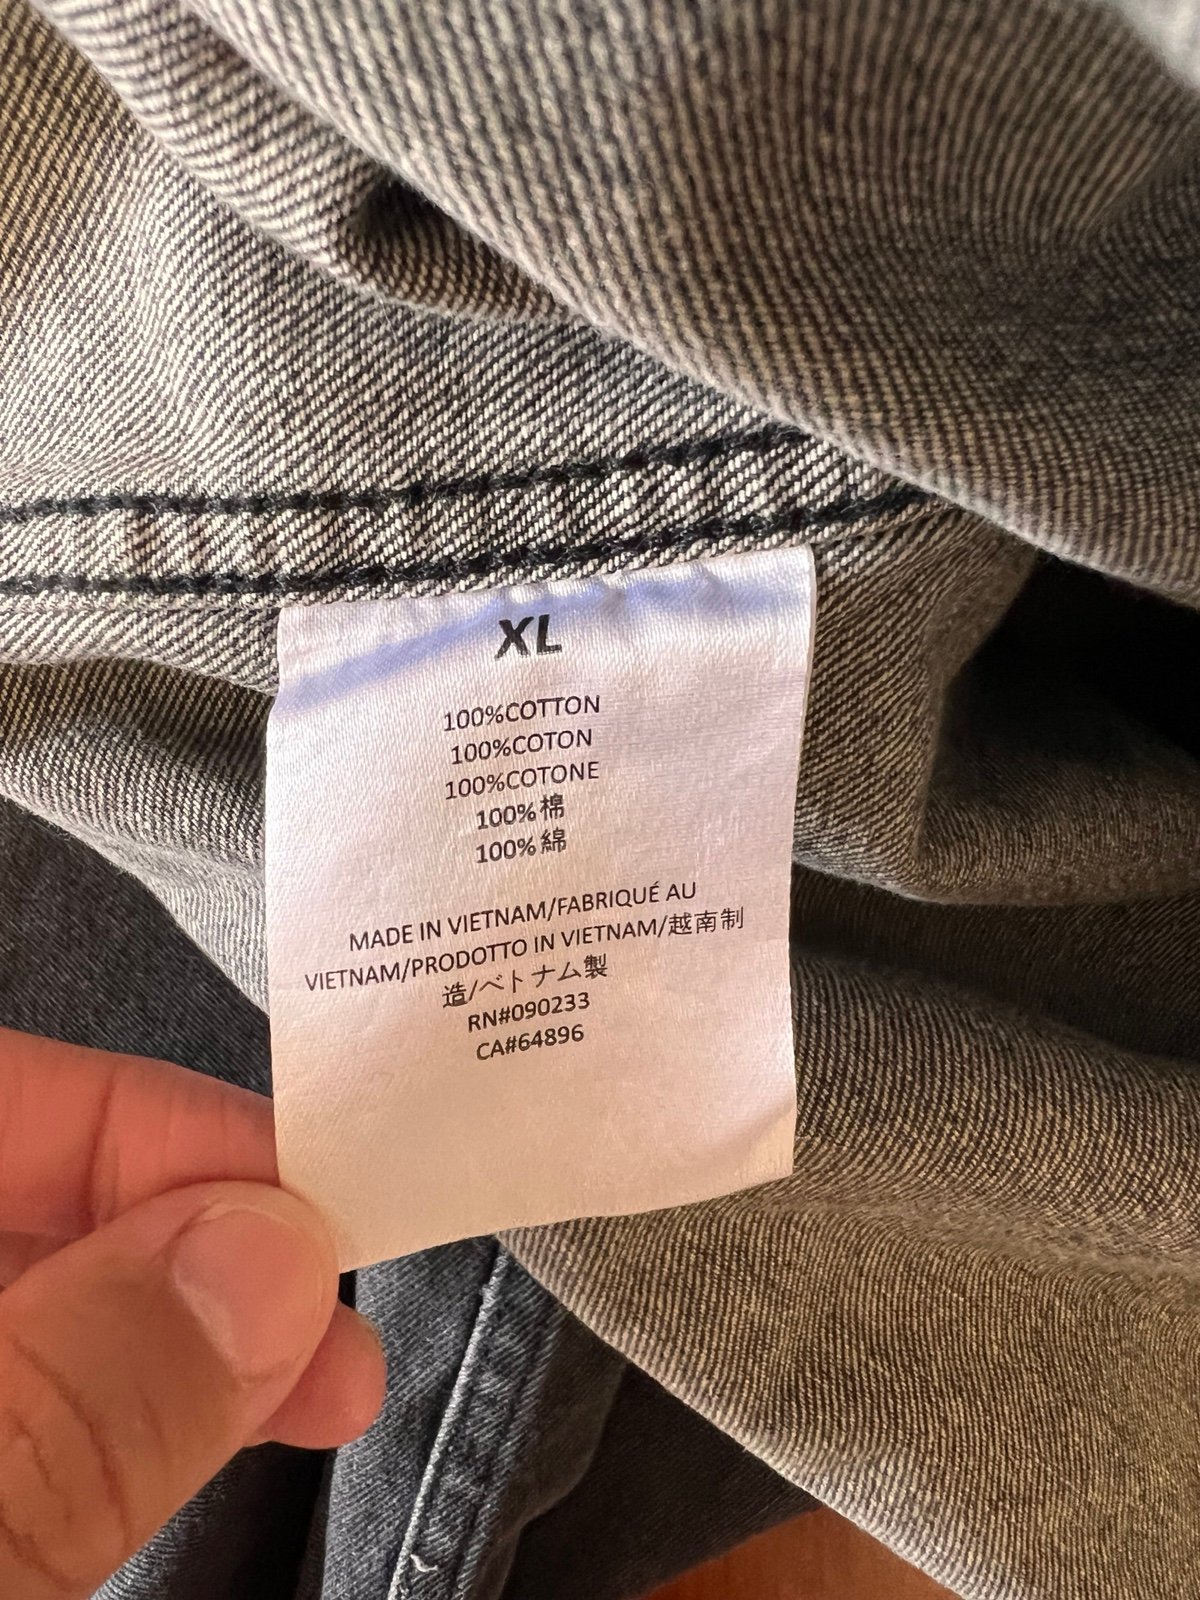 XL
100%COTTON
100%COTON
100%COTONE
100%棉
100%綿
MADE IN VIETNAM/FABRIQUÉ AU
VIETNAM/PRODOTTO IN VIETNAM/越南制
造/ベトナム製
RN#090233
CA#64896